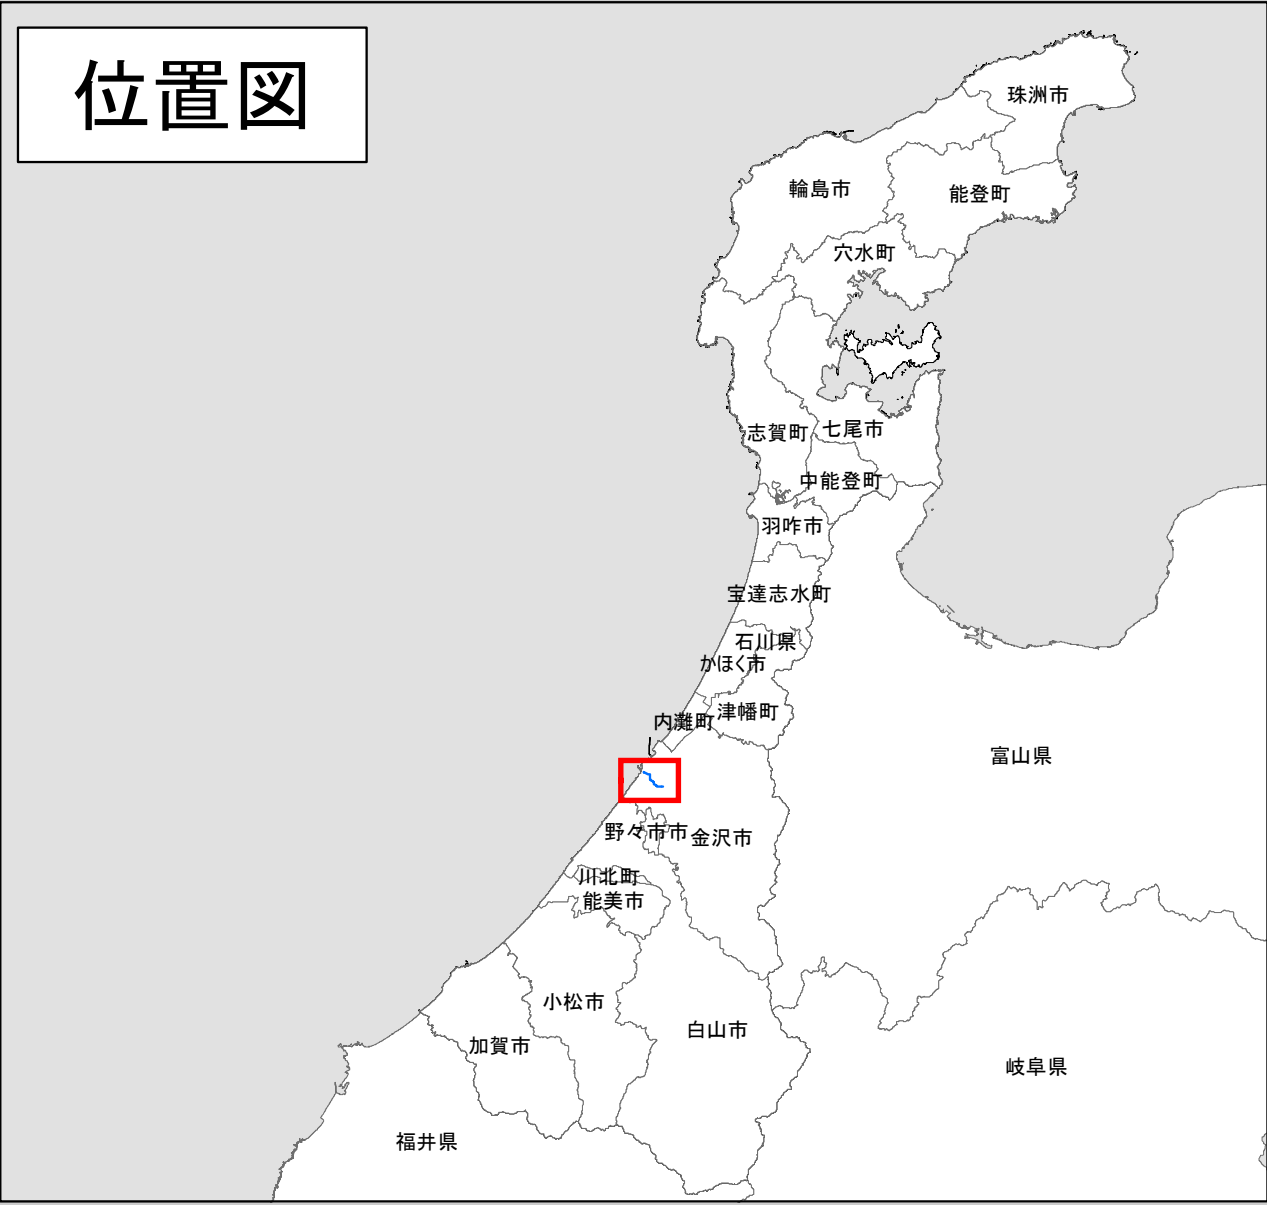 位置図
珠洲市
輪島市
能登町
穴水町
志賀町
七尾市
中能登町
羽咋市
宝達志水町
石川県
かほく市
内灘町
津幡町
富山県
野々市市
金沢市
川北町
能美市
小松市
白山市
加賀市
岐阜県
福井県